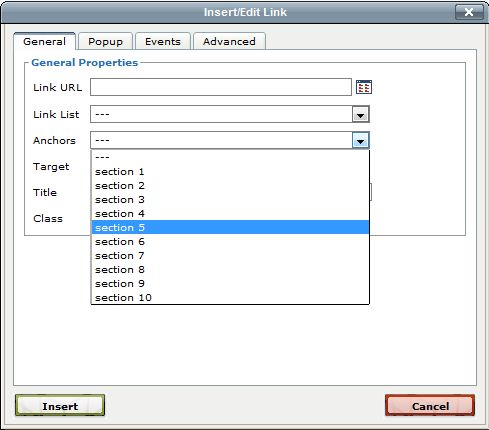 Insert/Edit Link
General Popup Events Advanced
General Properties
Link URL
Link List ---
Anchors ---
---
Target
section 1
section 2
Title
section 3
section 4
Class
section 5
section 6
section 7
section 8
section 9
section 10
Insert Cancel